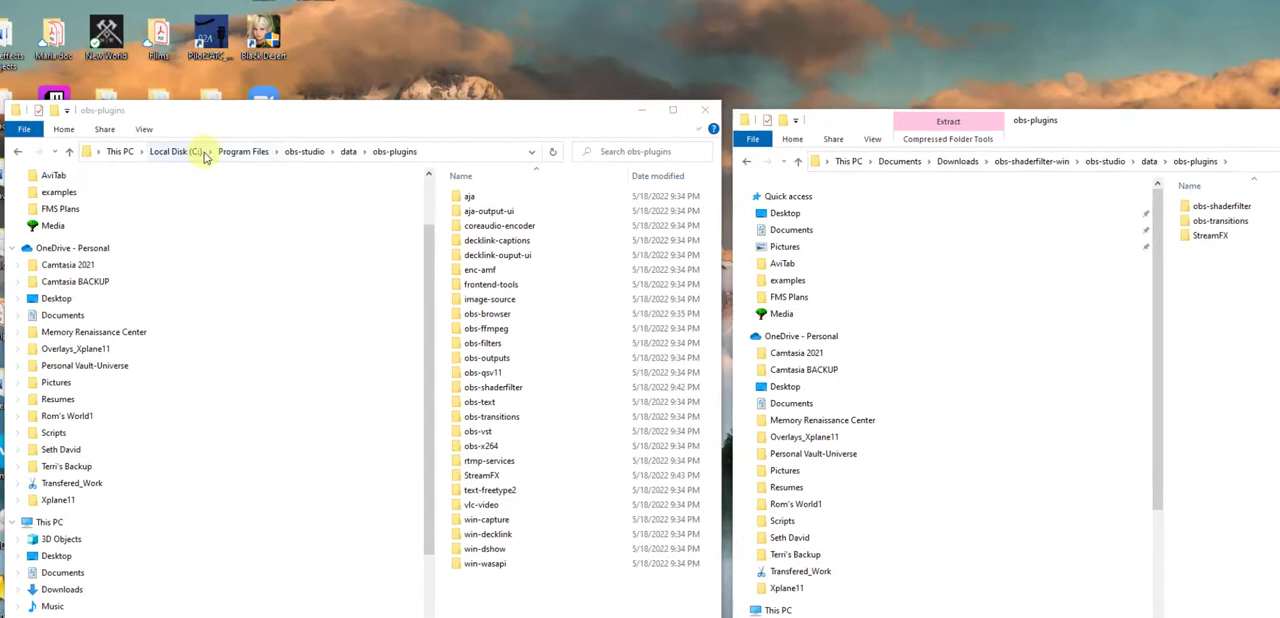 effects
ojects
Maria doc
New World
Films
Pilot2ATC_...
Black Desert
obs-plugins
File Home Share View
This PC Local Disk (C:) Program Files obs-studio data obs-plugins
Search obs-plugins
AviTab
examples
FMS Plans
Media
OneDrive - Personal
Camtasia 2021
Camtasia BACKUP
Desktop
Documents
Memory Renaissance Center
Overlays_Xplane11
Personal Vault-Universe
Pictures
Resumes
Rom's World1
Scripts
Seth David
Terri's Backup
Transfered_Work
Xplane11
This PC
3D Objects
Desktop
Documents
Downloads
Music
Name Date modified
aja 5/18/2022 9:34 PM
aja-output-ui 5/18/2022 9:34 PM
coreaudio-encoder 5/18/2022 9:34 PM
decklink-captions 5/18/2022 9:34 PM
decklink-ouput-ui 5/18/2022 9:34 PM
enc-amf 5/18/2022 9:34 PM
frontend-tools 5/18/2022 9:34 PM
image-source 5/18/2022 9:34 PM
obs-browser 5/18/2022 9:35 PM
obs-ffmpeg 5/18/2022 9:34 PM
obs-filters 5/18/2022 9:34 PM
obs-outputs 5/18/2022 9:34 PM
obs-qsv11 5/18/2022 9:34 PM
obs-shaderfilter 5/18/2022 9:42 PM
obs-text 5/18/2022 9:34 PM
obs-transitions 5/18/2022 9:34 PM
obs-vst 5/18/2022 9:34 PM
obs-x264 5/18/2022 9:34 PM
rtmp-services 5/18/2022 9:34 PM
StreamFX 5/18/2022 9:43 PM
text-freetype2 5/18/2022 9:34 PM
vlc-video 5/18/2022 9:34 PM
win-capture 5/18/2022 9:34 PM
win-decklink 5/18/2022 9:34 PM
win-dshow 5/18/2022 9:34 PM
win-wasapi 5/18/2022 9:34 PM
Extract obs-plugins
File Home Share View Compressed Folder Tools
This PC Documents Downloads obs-shaderfilter-win obs-studio data obs-plugins
Quick access
Desktop
Documents
Pictures
AviTab
examples
FMS Plans
Media
OneDrive - Personal
Camtasia 2021
Camtasia BACKUP
Desktop
Documents
Memory Renaissance Center
Overlays_Xplane11
Personal Vault-Universe
Pictures
Resumes
Rom's World1
Scripts
Seth David
Terri's Backup
Transfered_Work
Xplane11
This PC
Name
obs-shaderfilter
obs-transitions
StreamFX